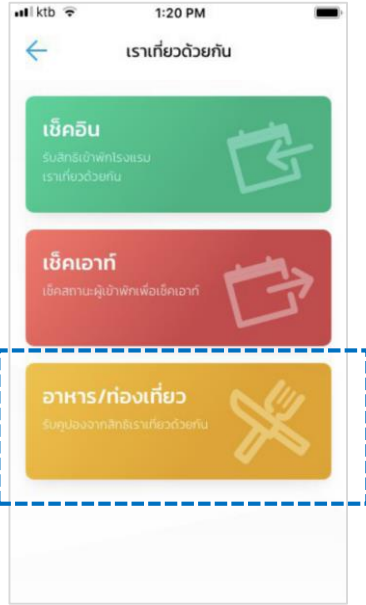 ktb 1:20 PM
เราเที่ยวด้วยกัน
เช็คอิน
รับสิทธิเข้าพักโรงแรม
เราเที่ยวด้วยกัน
เช็คเอาท์
เช็คสถานะผู้เข้าพักเพื่อเช็คเอาท์
อาหาร/ท่องเที่ยว
รับคูปองจากสิทธิเราเที่ยวด้วยกัน